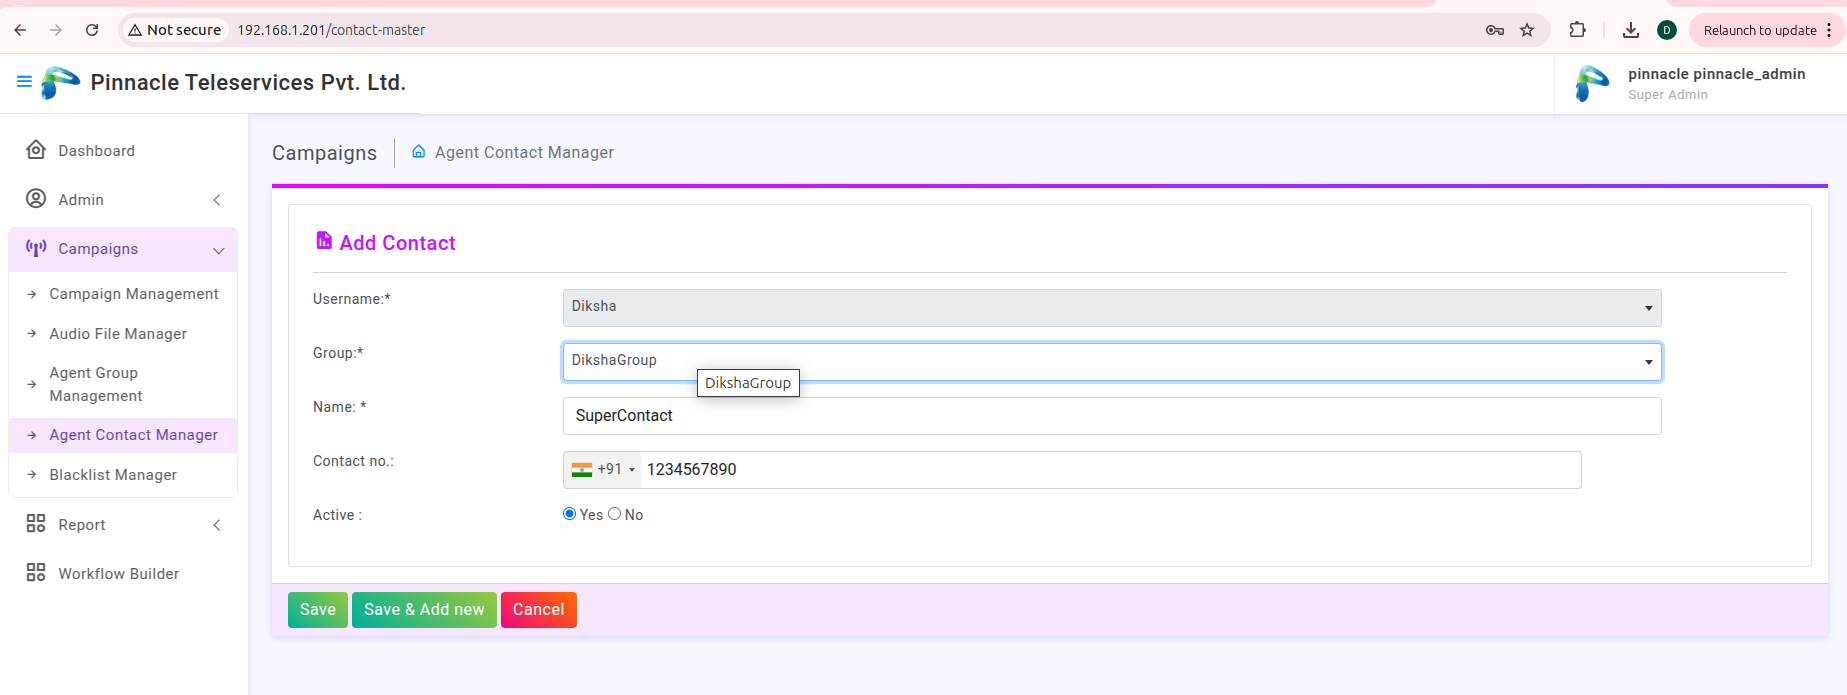 Not secure 192.168.1.201/contact-master
D
Relaunch to update
Pinnacle Teleservices Pvt. Ltd.
pinnacle pinnacle_admin
Super Admin
Dashboard
Admin
Campaigns
Campaign Management
Audio File Manager
Agent Group
Management
Agent Contact Manager
Blacklist Manager
Report
Workflow Builder
Campaigns
Agent Contact Manager
Add Contact
Username:* Diksha
Group:* DikshaGroup
DikshaGroup
Name: * SuperContact
Contact no.: +91 1234567890
Active : Yes No
Save Save & Add new Cancel